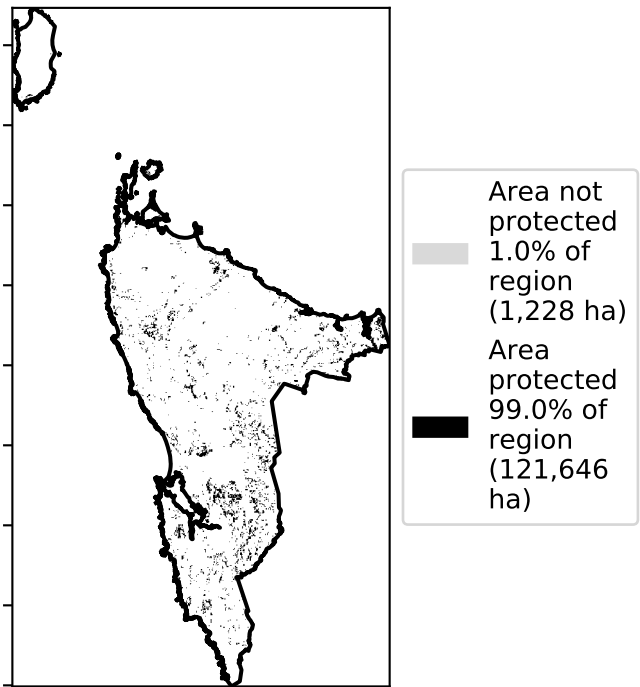 Area not
protected
1.0% of
region
(1,228 ha)
Area
protected
99.0% of
region
(121,646
ha)